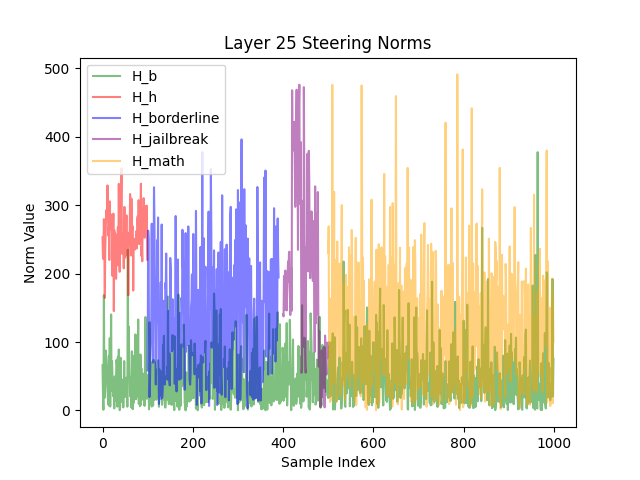 Layer 25 Steering Norms
500
400
300
200
100
0
Norm Value
H_b
H_h
H_borderline
H_jailbreak
H_math
0 200 400 600 800 1000
Sample Index